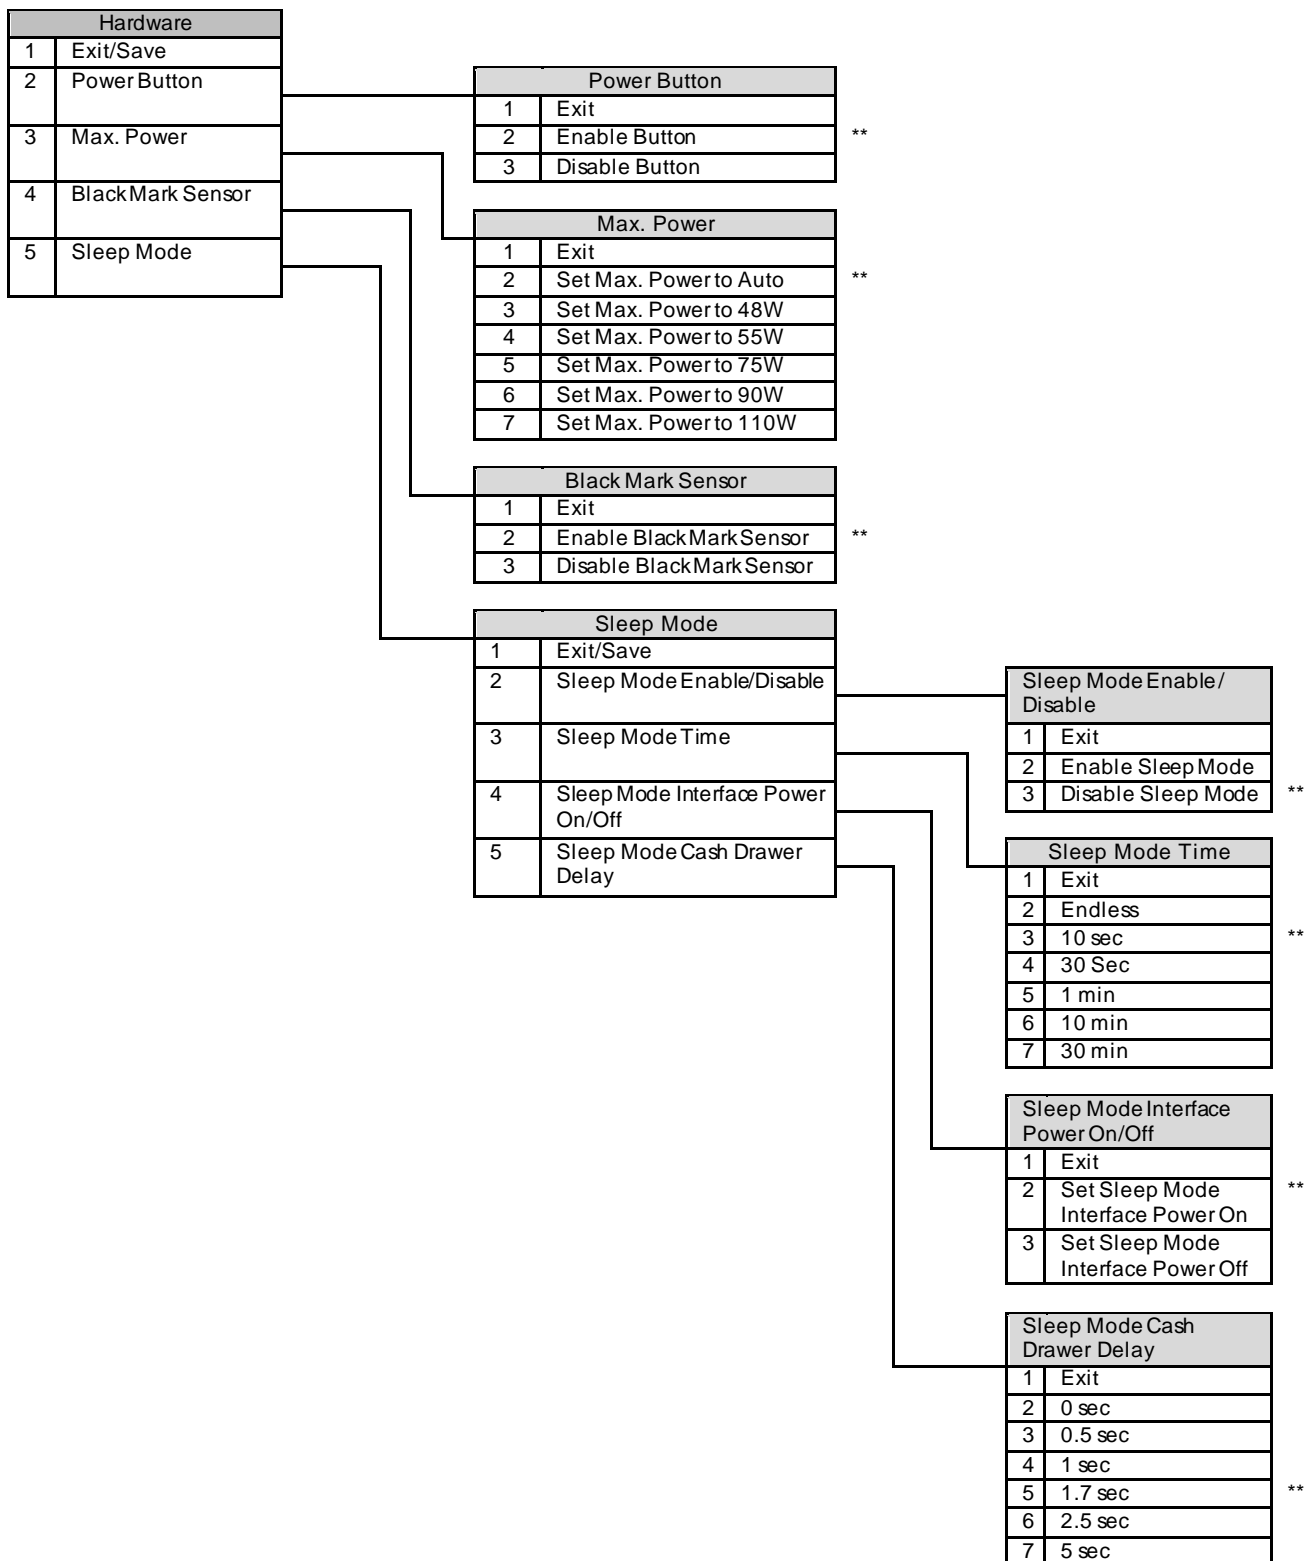 Hardware
1 Exit/Save
2 Power Button
3 Max. Power
4 Black Mark Sensor
5 Sleep Mode
Power Button
1 Exit
2 Enable Button **
3 Disable Button
Max. Power
1 Exit
2 Set Max. Power to Auto **
3 Set Max. Power to 48W
4 Set Max. Power to 55W
5 Set Max. Power to 75W
6 Set Max. Power to 90W
7 Set Max. Power to 110W
Black Mark Sensor
1 Exit
2 Enable Black Mark Sensor **
3 Disable Black Mark Sensor
Sleep Mode
1 Exit/Save
2 Sleep Mode Enable/Disable
3 Sleep Mode Time
4 Sleep Mode Interface Power
On/Off
5 Sleep Mode Cash Drawer
Delay
Sleep Mode Enable/
Disable
1 Exit
2 Enable Sleep Mode
3 Disable Sleep Mode **
Sleep Mode Time
1 Exit
2 Endless
3 10 sec **
4 30 Sec
5 1 min
6 10 min
7 30 min
Sleep Mode Interface
Power On/Off
1 Exit
2 Set Sleep Mode **
Interface Power On
3 Set Sleep Mode
Interface Power Off
Sleep Mode Cash
Drawer Delay
1 Exit
2 0 sec
3 0.5 sec
4 1 sec
5 1.7 sec **
6 2.5 sec
7 5 sec